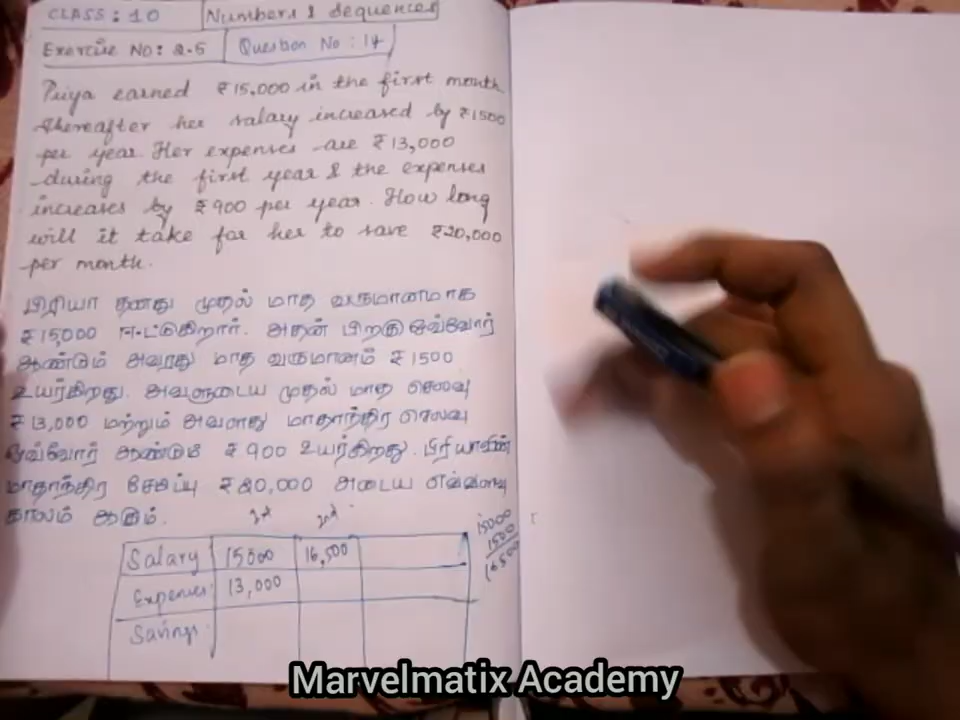 CLASS : 10 Numbers & Sequences
Exercise No: 2.5 Question No : 14
Priya earned ₹15,000 in the first month
thereafter her salary increased by ₹1500
per year. Her expenses are ₹13,000
during the first year & the expenses
increases by ₹900 per year. How long
will it take for her to save ₹20,000
per month.
பிரியா தனது முதல் மாத வருமானமாக
₹15,000 ஈட்டுகிறார். அதன் பிறகு ஒவ்வோர்
ஆண்டும் அவரது மாத வருமானம் ₹1500
உயர்கிறது. அவளுடைய முதல் மாத செலவு
₹13,000 மற்றும் அவளது மாதாந்திர செலவு
ஒவ்வோர் ஆண்டும் ₹900 உயர்கிறது. பிரியாவின்
மாதாந்திர சேமிப்பு ₹20,000 அடைய எவ்வளவு
காலம் ஆகும்.
1st 2nd
15000
1500
16500
Salary 15000 16,500
Expenses 13,000
Savings
Marvelmatix Academy